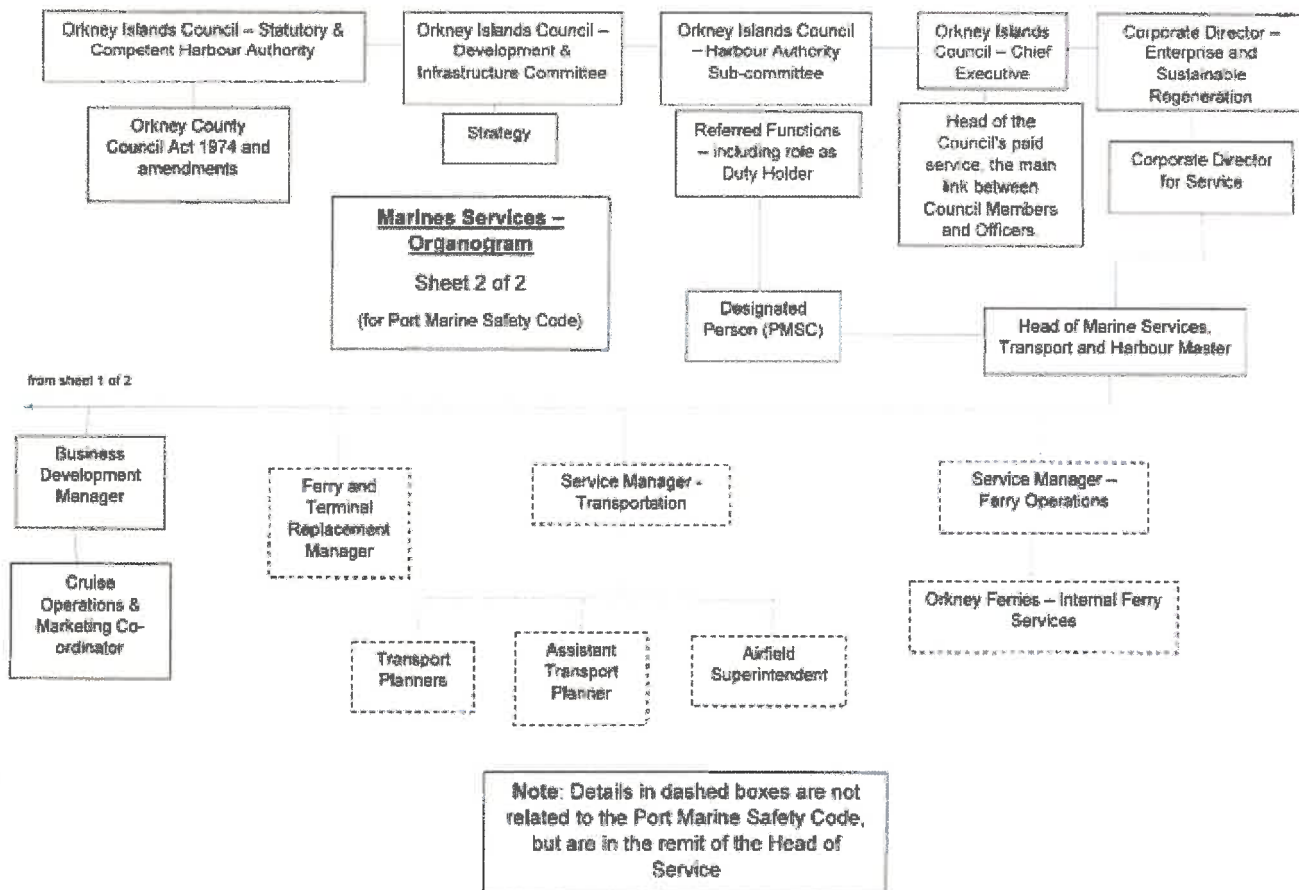 Orkney Islands Council – Statutory &
Competent Harbour Authority
Orkney Islands Council –
Development &
Infrastructure Committee
Orkney Islands Council
– Harbour Authority
Sub-committee
Orkney Islands
Council – Chief
Executive
Corporate Director –
Enterprise and
Sustainable
Regeneration
Orkney County
Council Act 1974 and
amendments
Strategy
Referred Functions
– including role as
Duty Holder
Head of the
Council's paid
service, the main
link between
Council Members
and Officers
Corporate Director
for Service
Marines Services –
Organogram
Sheet 2 of 2
(for Port Marine Safety Code)
Designated
Person (PMSC)
Head of Marine Services,
Transport and Harbour Master
from sheet 1 of 2
Business
Development
Manager
Ferry and
Terminal
Replacement
Manager
Service Manager -
Transportation
Service Manager –
Ferry Operations
Cruise
Operations &
Marketing Co-
ordinator
Orkney Ferries – Internal Ferry
Services
Transport
Planners
Assistant
Transport
Planner
Airfield
Superintendent
Note: Details in dashed boxes are not
related to the Port Marine Safety Code,
but are in the remit of the Head of
Service